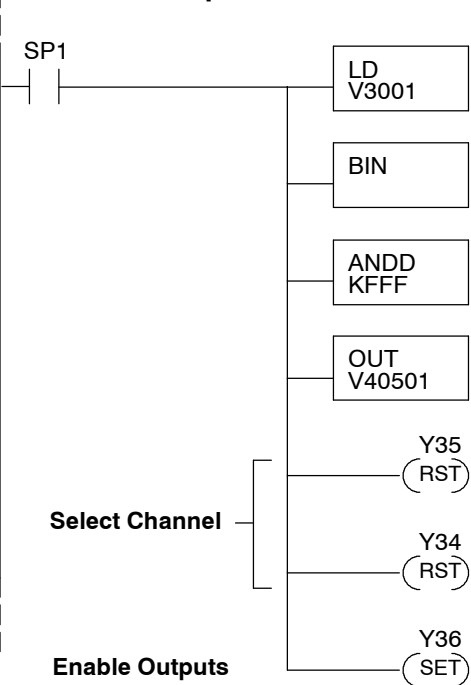 SP1
LD
V3001
BIN
ANDD
KFFF
OUT
V40501
Y35
RST
Select Channel
Y34
RST
Y36
Enable Outputs
SET